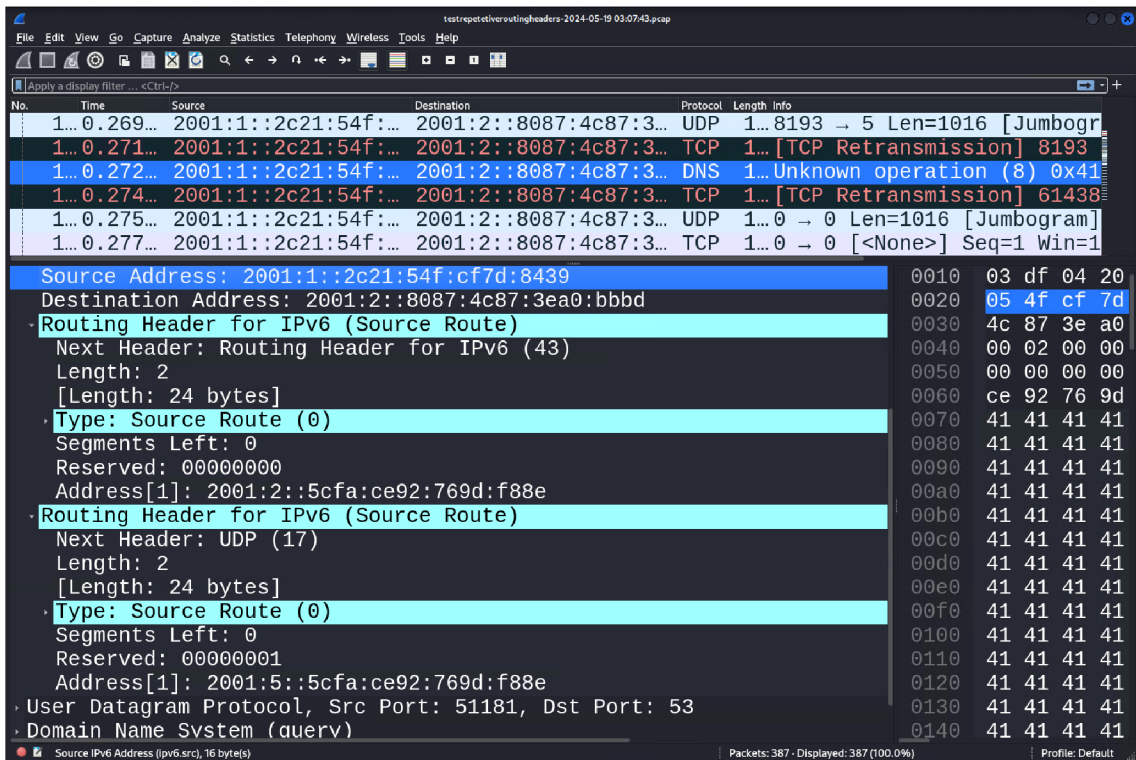 testrepetetiveroutingheaders-2024-05-19 03:07:43.pcap
File Edit View Go Capture Analyze Statistics Telephony Wireless Tools Help
Apply a display filter ... <Ctrl-/>
No. Time Source Destination Protocol Length Info
1… 0.269… 2001:1::2c21:54f:… 2001:2::8087:4c87:3… UDP 1… 8193 → 5 Len=1016 [Jumbogr
1… 0.271… 2001:1::2c21:54f:… 2001:2::8087:4c87:3… TCP 1… [TCP Retransmission] 8193
1… 0.272… 2001:1::2c21:54f:… 2001:2::8087:4c87:3… DNS 1… Unknown operation (8) 0x41
1… 0.274… 2001:1::2c21:54f:… 2001:2::8087:4c87:3… TCP 1… [TCP Retransmission] 61438
1… 0.275… 2001:1::2c21:54f:… 2001:2::8087:4c87:3… UDP 1… 0 → 0 Len=1016 [Jumbogram]
1… 0.277… 2001:1::2c21:54f:… 2001:2::8087:4c87:3… TCP 1… 0 → 0 [<None>] Seq=1 Win=1
Source Address: 2001:1::2c21:54f:cf7d:8439
Destination Address: 2001:2::8087:4c87:3ea0:bbbd
Routing Header for IPv6 (Source Route)
Next Header: Routing Header for IPv6 (43)
Length: 2
[Length: 24 bytes]
Type: Source Route (0)
Segments Left: 0
Reserved: 00000000
Address[1]: 2001:2::5cfa:ce92:769d:f88e
Routing Header for IPv6 (Source Route)
Next Header: UDP (17)
Length: 2
[Length: 24 bytes]
Type: Source Route (0)
Segments Left: 0
Reserved: 00000001
Address[1]: 2001:5::5cfa:ce92:769d:f88e
User Datagram Protocol, Src Port: 51181, Dst Port: 53
Domain Name System (query)
0010 03 df 04 20
0020 05 4f cf 7d
0030 4c 87 3e a0
0040 00 02 00 00
0050 00 00 00 00
0060 ce 92 76 9d
0070 41 41 41 41
0080 41 41 41 41
0090 41 41 41 41
00a0 41 41 41 41
00b0 41 41 41 41
00c0 41 41 41 41
00d0 41 41 41 41
00e0 41 41 41 41
00f0 41 41 41 41
0100 41 41 41 41
0110 41 41 41 41
0120 41 41 41 41
0130 41 41 41 41
0140 41 41 41 41
Source IPv6 Address (ipv6.src), 16 byte(s)
Packets: 387 · Displayed: 387 (100.0%)
Profile: Default